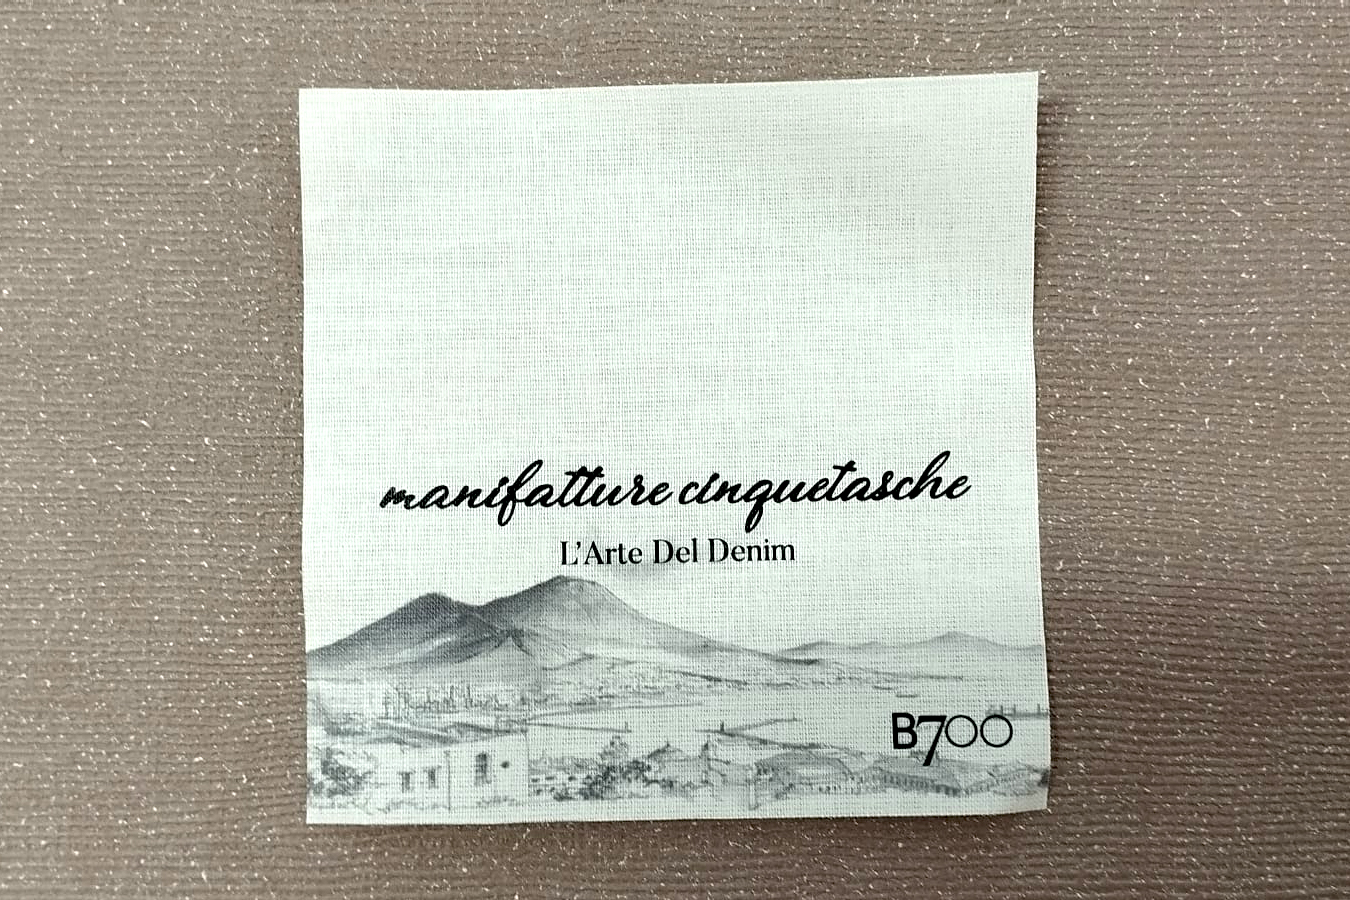 manifatture cinquetasche
L'Arte Del Denim
B700